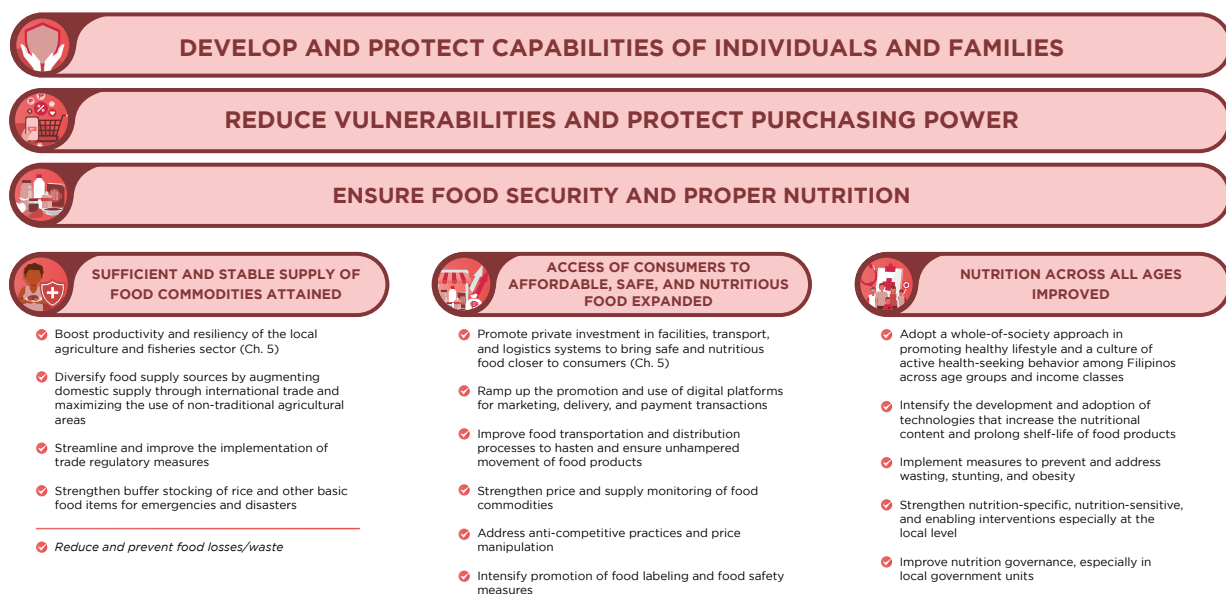 DEVELOP AND PROTECT CAPABILITIES OF INDIVIDUALS AND FAMILIES
REDUCE VULNERABILITIES AND PROTECT PURCHASING POWER
ENSURE FOOD SECURITY AND PROPER NUTRITION
SUFFICIENT AND STABLE SUPPLY OF
FOOD COMMODITIES ATTAINED
Boost productivity and resiliency of the local
agriculture and fisheries sector (Ch. 5)
Diversify food supply sources by augmenting
domestic supply through international trade and
maximizing the use of non-traditional agricultural
areas
Streamline and improve the implementation of
trade regulatory measures
Strengthen buffer stocking of rice and other basic
food items for emergencies and disasters
Reduce and prevent food losses/waste
ACCESS OF CONSUMERS TO
AFFORDABLE, SAFE, AND NUTRITIOUS
FOOD EXPANDED
Promote private investment in facilities, transport,
and logistics systems to bring safe and nutritious
food closer to consumers (Ch. 5)
Ramp up the promotion and use of digital platforms
for marketing, delivery, and payment transactions
Improve food transportation and distribution
processes to hasten and ensure unhampered
movement of food products
Strengthen price and supply monitoring of food
commodities
Address anti-competitive practices and price
manipulation
Intensify promotion of food labeling and food safety
measures
NUTRITION ACROSS ALL AGES
IMPROVED
Adopt a whole-of-society approach in
promoting healthy lifestyle and a culture of
active health-seeking behavior among Filipinos
across age groups and income classes
Intensify the development and adoption of
technologies that increase the nutritional
content and prolong shelf-life of food products
Implement measures to prevent and address
wasting, stunting, and obesity
Strengthen nutrition-specific, nutrition-sensitive,
and enabling interventions especially at the
local level
Improve nutrition governance, especially in
local government units